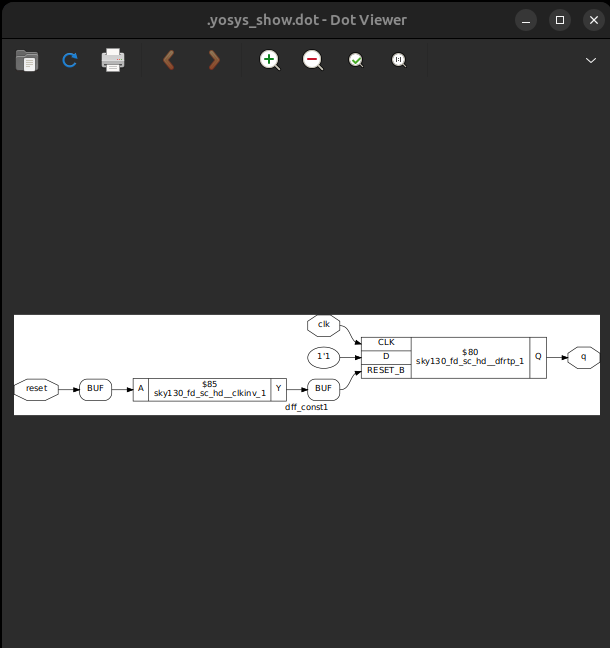 .yosys_show.dot - Dot Viewer
clk
CLK
1'1
D
$80
sky130_fd_sc_hd__dfrtp_1
Q
q
RESET_B
reset
BUF
A
$85
sky130_fd_sc_hd__clkinv_1
Y
BUF
dff_const1